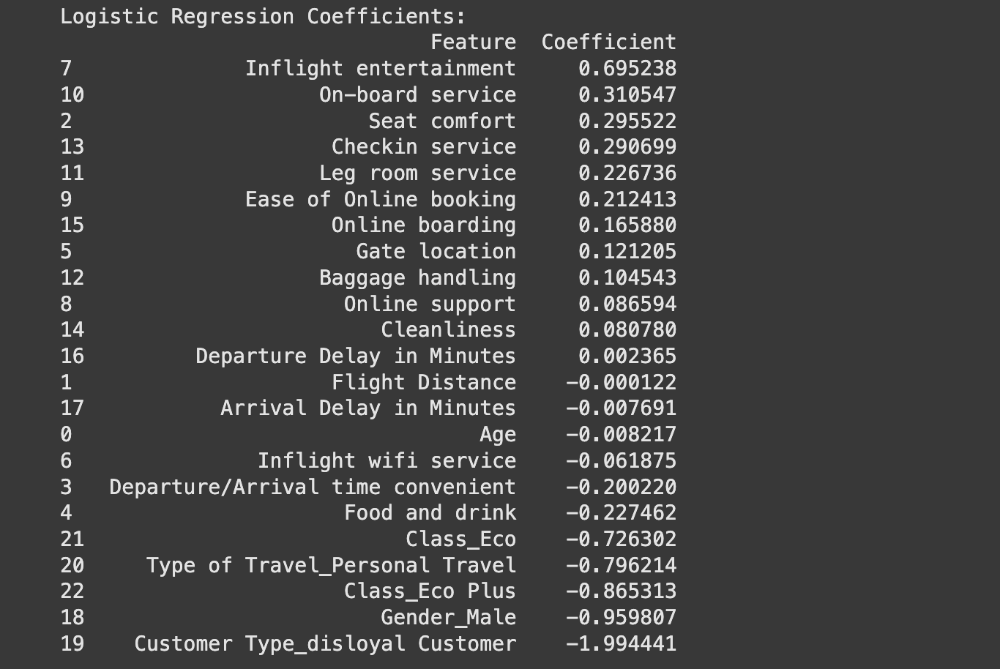 Logistic Regression Coefficients:
Feature Coefficient
7 Inflight entertainment 0.695238
10 On-board service 0.310547
2 Seat comfort 0.295522
13 Checkin service 0.290699
11 Leg room service 0.226736
9 Ease of Online booking 0.212413
15 Online boarding 0.165880
5 Gate location 0.121205
12 Baggage handling 0.104543
8 Online support 0.086594
14 Cleanliness 0.080780
16 Departure Delay in Minutes 0.002365
1 Flight Distance -0.000122
17 Arrival Delay in Minutes -0.007691
0 Age -0.008217
6 Inflight wifi service -0.061875
3 Departure/Arrival time convenient -0.200220
4 Food and drink -0.227462
21 Class_Eco -0.726302
20 Type of Travel_Personal Travel -0.796214
22 Class_Eco Plus -0.865313
18 Gender_Male -0.959807
19 Customer Type_disloyal Customer -1.994441